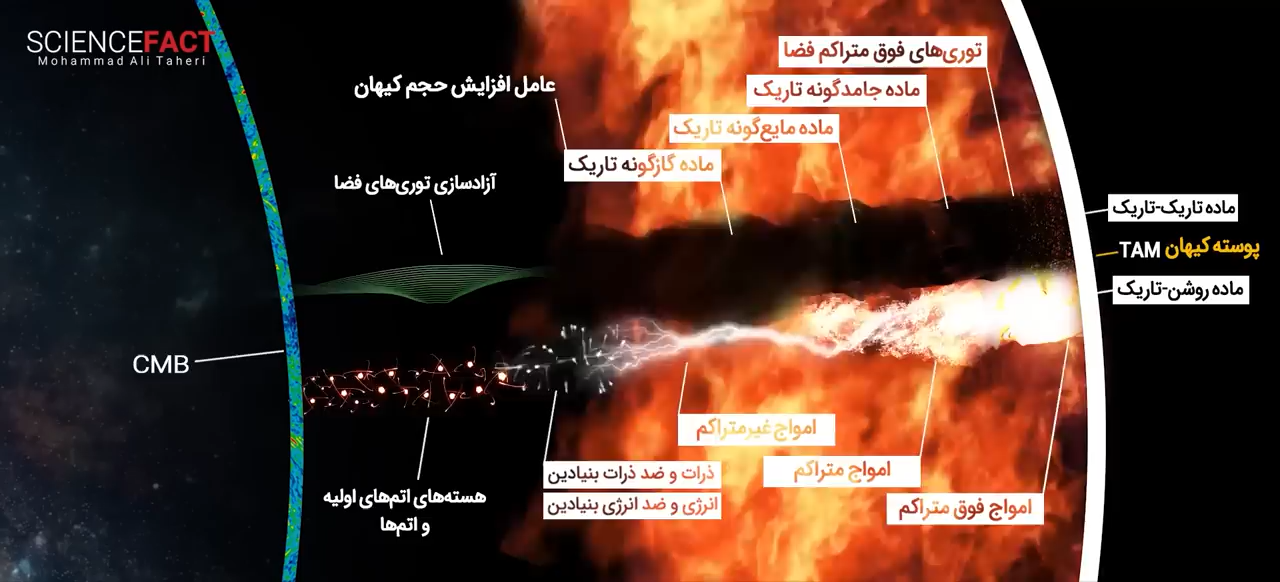 SCIENCEFACT
Mohammad Ali Taheri
توری‌های فوق متراکم فضا
عامل افزایش حجم کیهان
ماده جامدگونه تاریک
ماده مایع‌گونه تاریک
ماده گازگونه تاریک
آزادسازی توری‌های فضا
ماده تاریک-تاریک
پوسته کیهان TAM
ماده روشن-تاریک
CMB
امواج غیرمتراکم
امواج متراکم
ذرات و ضد ذرات بنیادین
انرژی و ضد انرژی بنیادین
امواج فوق متراکم
هسته‌های اتم‌های اولیه
و اتم‌ها